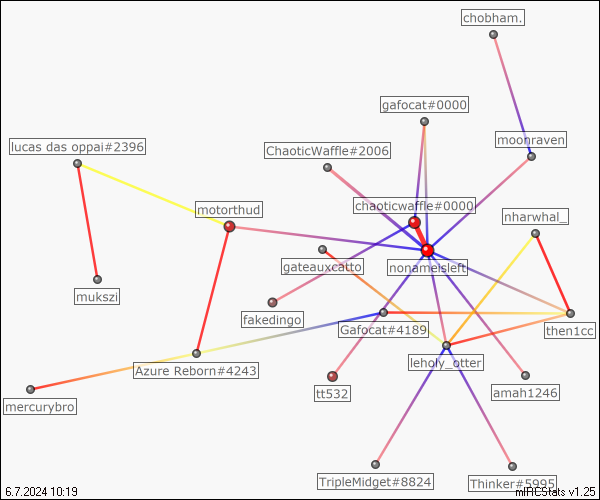 chobham.
gafocat#0000
moonraven
lucas das oppai#2396
ChaoticWaffle#2006
motorthud
chaoticwaffle#0000
nharwhal_
gateauxcatto
nonameisleft
mukszi
fakedingo
Gafocat#4189
then1cc
Azure Reborn#4243
leholy_otter
mercurybro
tt532
amah1246
TripleMidget#8824
Thinker#5995
6.7.2024 10:19
mIRCStats v1.25